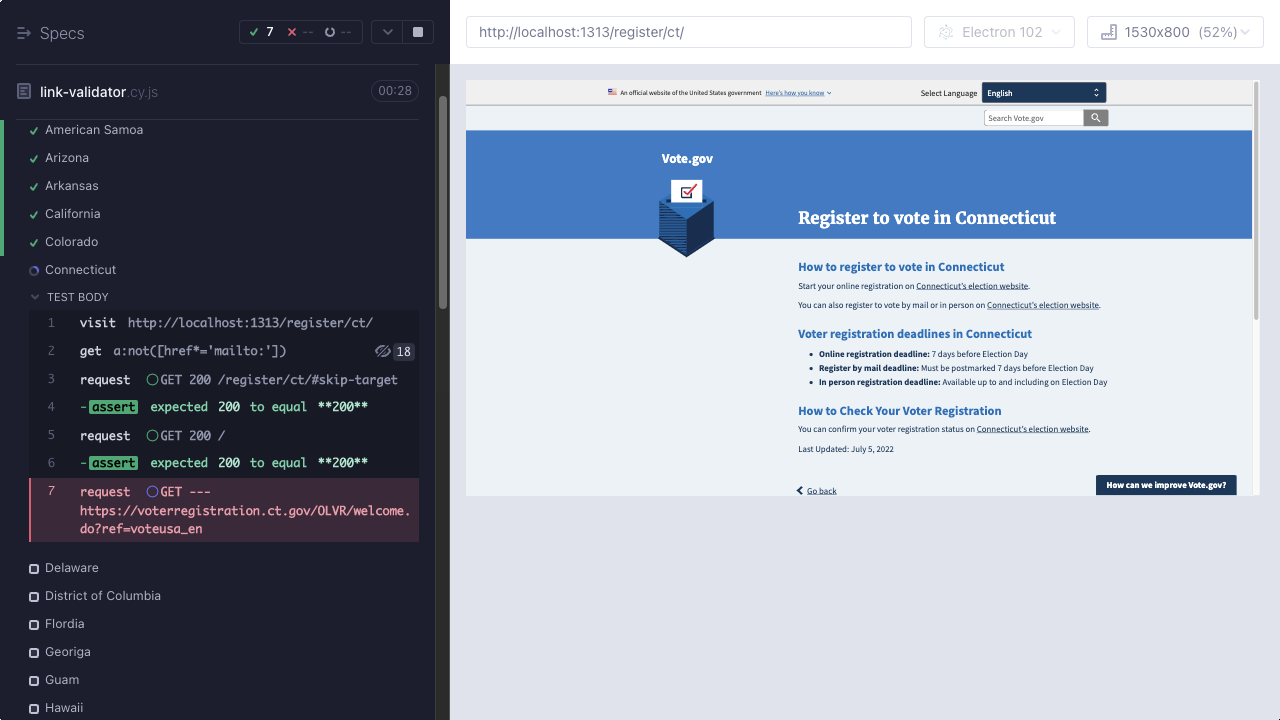 Specs
7
--
--
link-validator.cy.js
00:28
American Samoa
Arizona
Arkansas
California
Colorado
Connecticut
TEST BODY
1 visit http://localhost:1313/register/ct/
2 get a:not([href*='mailto:']) 18
3 request GET 200 /register/ct/#skip-target
4 -assert expected 200 to equal **200**
5 request GET 200 /
6 -assert expected 200 to equal **200**
7 request GET ---
https://voterregistration.ct.gov/OLVR/welcome.
do?ref=voteusa_en
Delaware
District of Columbia
Flordia
Georiga
Guam
Hawaii
http://localhost:1313/register/ct/
Electron 102
1530x800 (52%)
An official website of the United States government Here's how you know
Select Language English
Search Vote.gov
Vote.gov
Register to vote in Connecticut
How to register to vote in Connecticut
Start your online registration on Connecticut's election website.
You can also register to vote by mail or in person on Connecticut's election website.
Voter registration deadlines in Connecticut
Online registration deadline: 7 days before Election Day
Register by mail deadline: Must be postmarked 7 days before Election Day
In person registration deadline: Available up to and including on Election Day
How to Check Your Voter Registration
You can confirm your voter registration status on Connecticut's election website.
Last Updated: July 5, 2022
Go back
How can we improve Vote.gov?